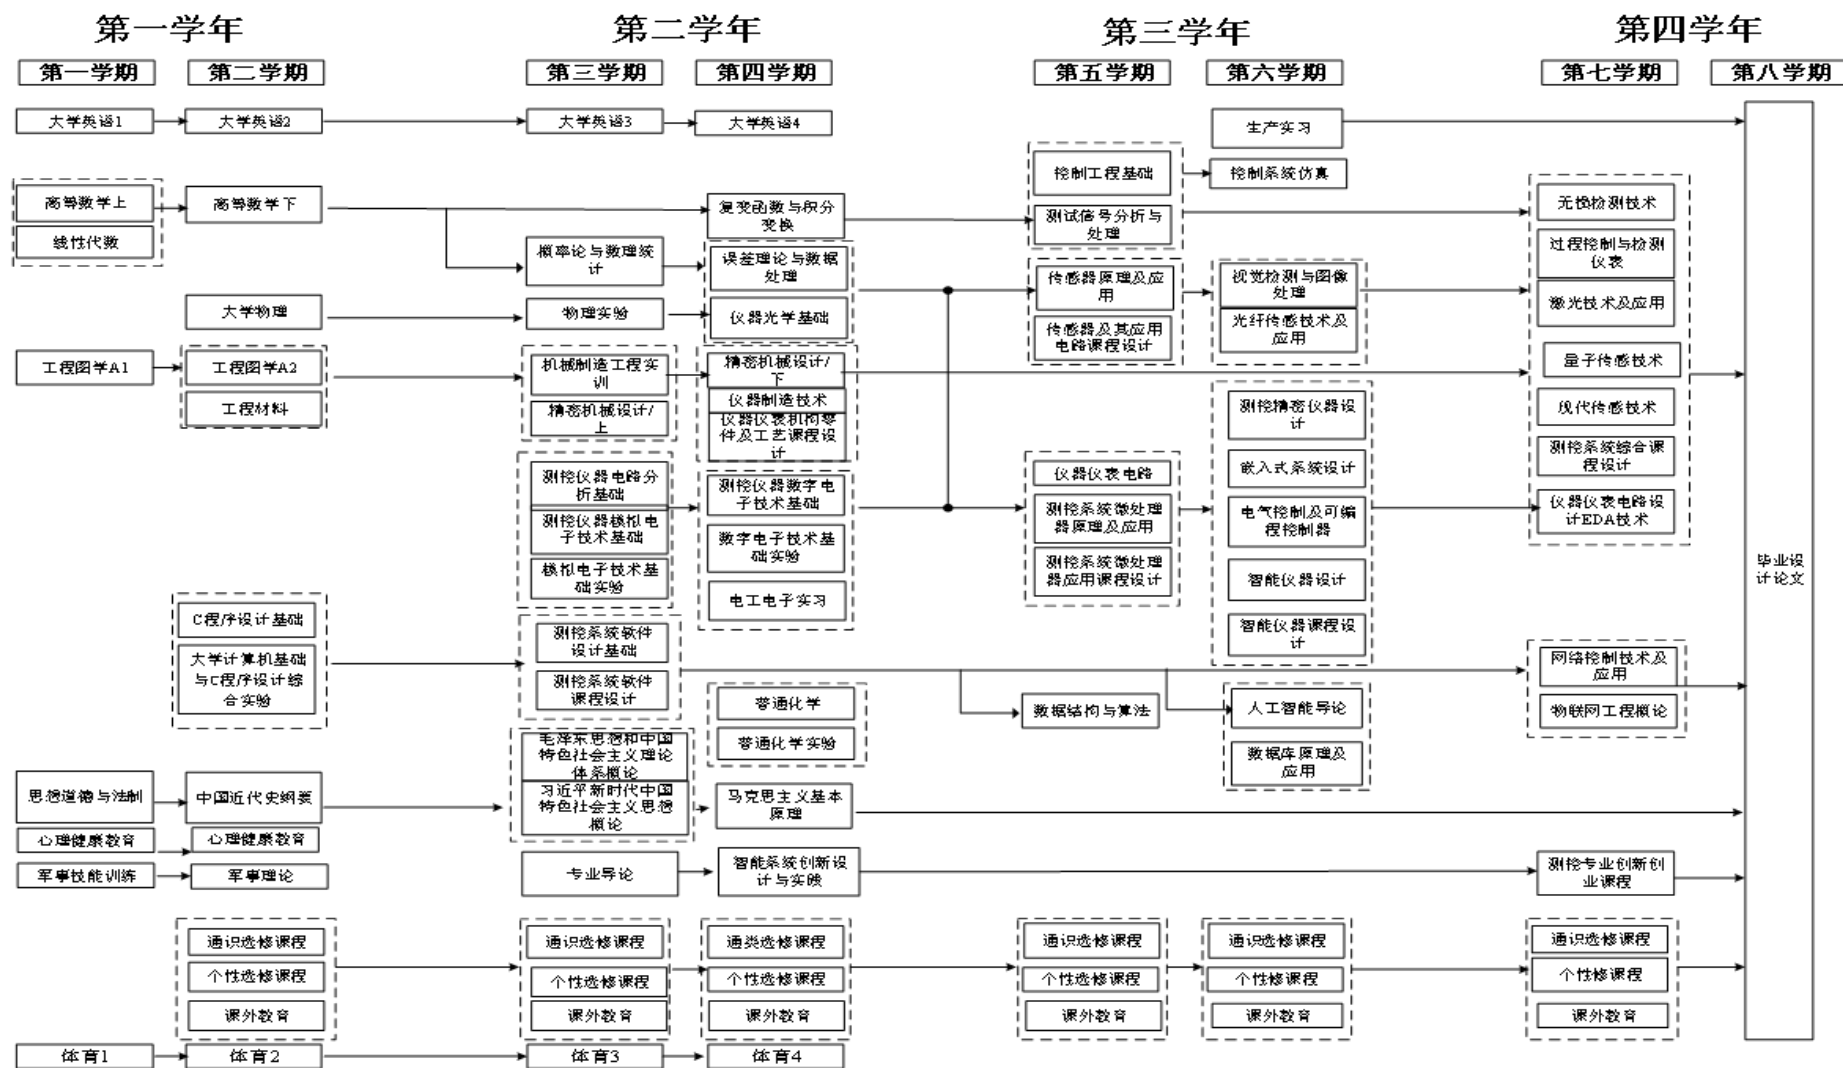 第一学年
第二学年
第三学年
第四学年
第一学期
第二学期
第三学期
第四学期
第五学期
第六学期
第七学期
第八学期
大学英语1
大学英语2
大学英语3
大学英语4
生产实习
高等数学上
线性代数
高等数学下
复变函数与积分
变换
控制工程基础
测试信号分析与
处理
控制系统仿真
无损检测技术
过程控制与检测
仪表
激光技术及应用
量子传感技术
现代传感技术
测控系统综合课
程设计
仪器仪表电路设
计EDA技术
概率论与数理统
计
误差理论与数据
处理
仪器光学基础
大学物理
物理实验
传感器原理及应
用
传感器及其应用
电路课程设计
视觉检测与图像
处理
光纤传感技术及
应用
工程图学A1
工程图学A2
工程材料
机械制造工程实
训
精密机械设计/
上
精密机械设计/
下
仪器制造技术
仪器仪表机构零
件及工艺课程设
计
测控仪器电路分
析基础
测控仪器模拟电
子技术基础
模拟电子技术基
础实验
测控仪器数字电
子技术基础
数字电子技术基
础实验
电工电子实习
仪器仪表电路
测控系统微处理
器原理及应用
测控系统微处理
器应用课程设计
测控精密仪器设
计
嵌入式系统设计
电气控制及可编
程控制器
智能仪器设计
智能仪器课程设
计
毕业设
计论文
C程序设计基础
大学计算机基础
与C程序设计综
合实验
测控系统软件
设计基础
测控系统软件
课程设计
普通化学
普通化学实验
数据结构与算法
人工智能导论
数据库原理及
应用
网络控制技术及
应用
物联网工程概论
思想道德与法制
中国近代史纲要
毛泽东思想和中国
特色社会主义理论
体系概论
习近平新时代中国
特色社会主义思想
概论
马克思主义基本
原理
心理健康教育
心理健康教育
军事技能训练
军事理论
专业导论
智能系统创新设
计与实践
测控专业创新创
业课程
通识选修课程
个性选修课程
课外教育
通识选修课程
个性选修课程
课外教育
通类选修课程
个性选修课程
课外教育
通识选修课程
个性选修课程
课外教育
通识选修课程
个性修课程
课外教育
通识选修课程
个性修课程
课外教育
体育1
体育2
体育3
体育4